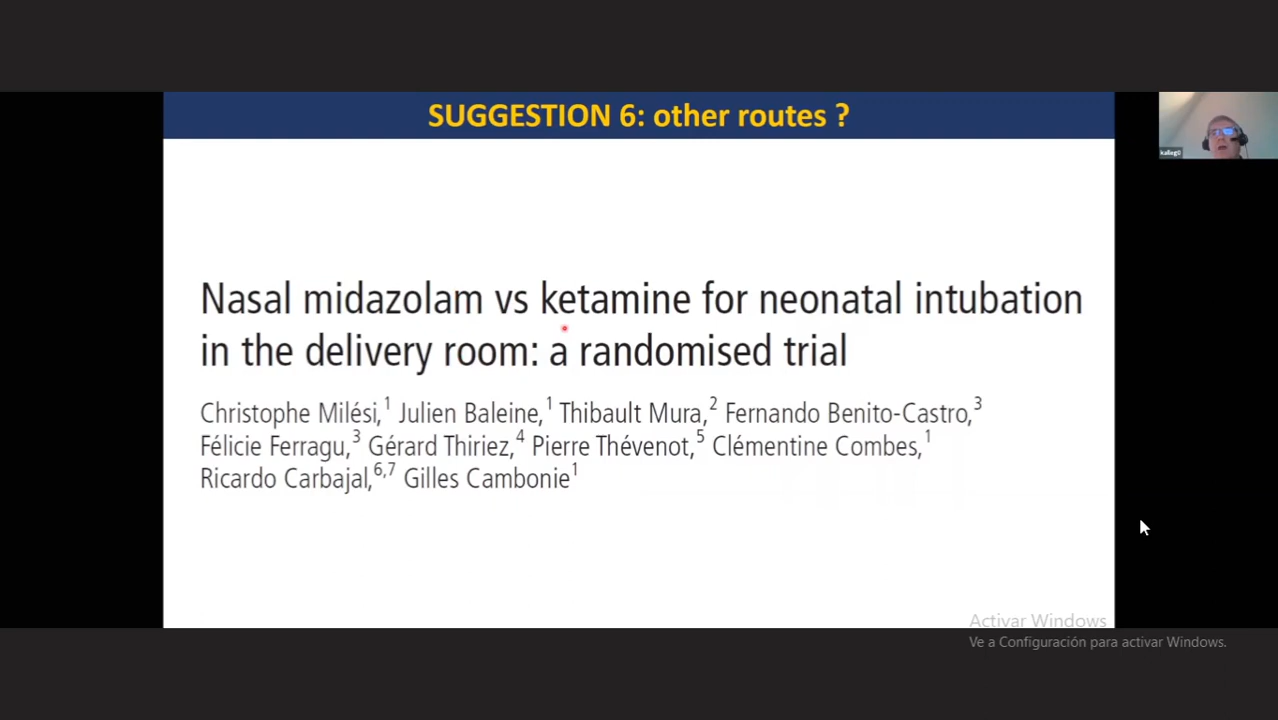 SUGGESTION 6: other routes ?
kallegd
Nasal midazolam vs ketamine for neonatal intubation
in the delivery room: a randomised trial
Christophe Milési,1 Julien Baleine,1 Thibault Mura,2 Fernando Benito-Castro,3
Félicie Ferragu,3 Gérard Thiriez,4 Pierre Thévenot,5 Clémentine Combes,1
Ricardo Carbajal,6,7 Gilles Cambonie1
Activar Windows
Ve a Configuración para activar Windows.